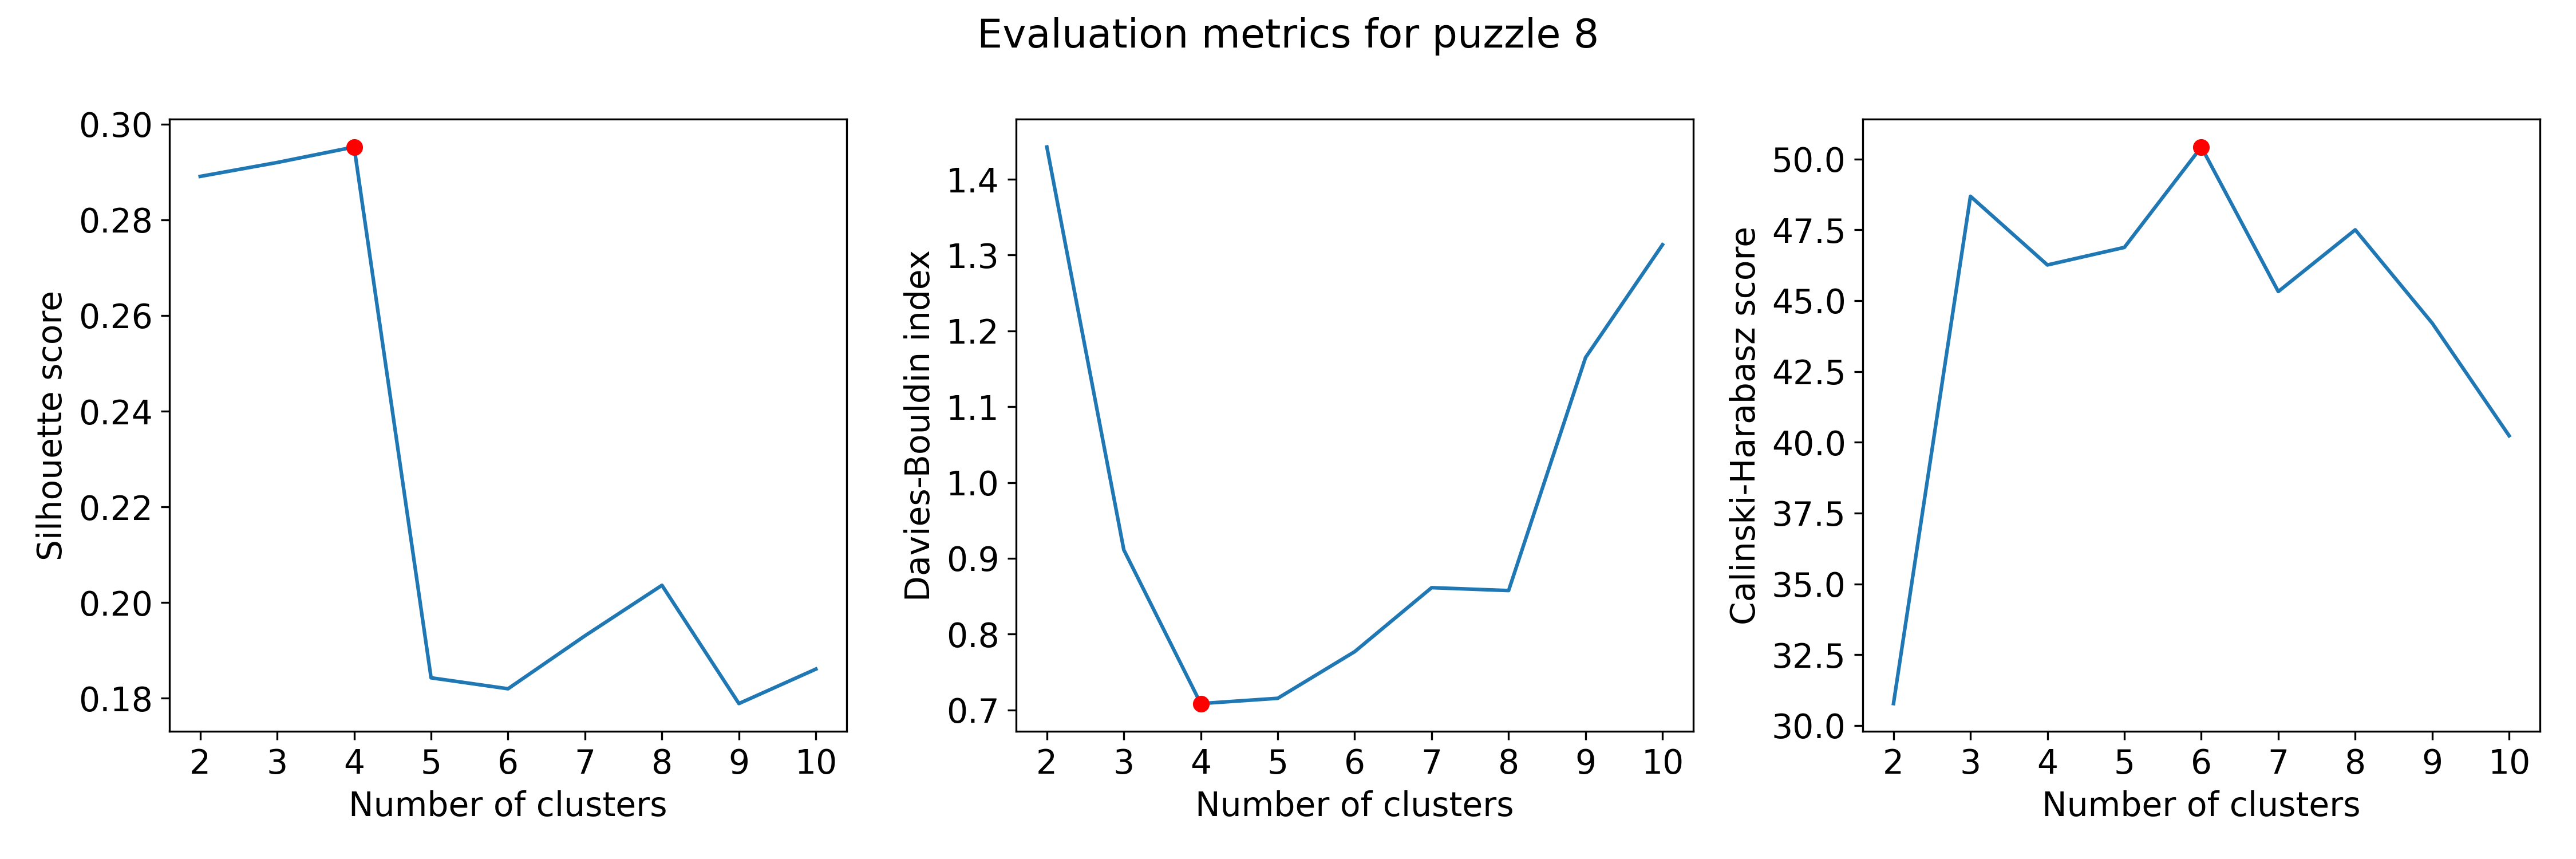 Evaluation metrics for puzzle 8
Silhouette score
0.30
0.28
0.26
0.24
0.22
0.20
0.18
2 3 4 5 6 7 8 9 10
Number of clusters
Davies-Bouldin index
1.4
1.3
1.2
1.1
1.0
0.9
0.8
0.7
2 3 4 5 6 7 8 9 10
Number of clusters
Calinski-Harabasz score
50.0
47.5
45.0
42.5
40.0
37.5
35.0
32.5
30.0
2 3 4 5 6 7 8 9 10
Number of clusters